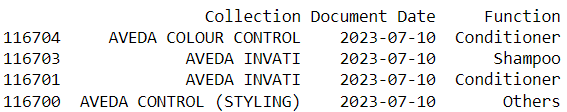 Collection Document Date Function
116704 AVEDA COLOUR CONTROL 2023-07-10 Conditioner
116703 AVEDA INVATI 2023-07-10 Shampoo
116701 AVEDA INVATI 2023-07-10 Conditioner
116700 AVEDA CONTROL (STYLING) 2023-07-10 Others